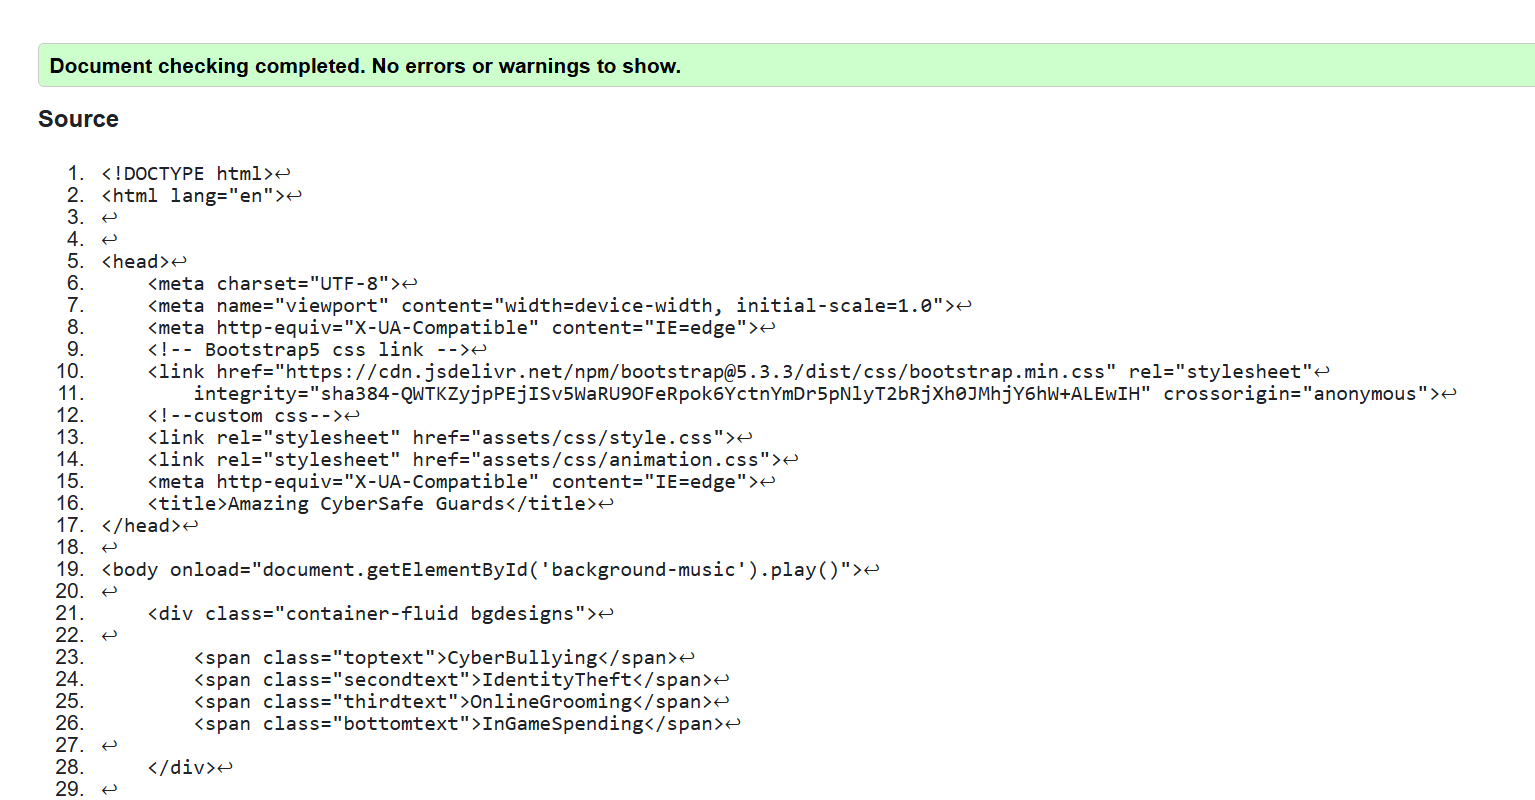 Document checking completed. No errors or warnings to show.
Source
1. <!DOCTYPE html>↩
2. <html lang="en">↩
3. ↩
4. ↩
5. <head>↩
6.     <meta charset="UTF-8">↩
7.     <meta name="viewport" content="width=device-width, initial-scale=1.0">↩
8.     <meta http-equiv="X-UA-Compatible" content="IE=edge">↩
9.     <!-- Bootstrap5 css link -->↩
10.     <link href="https://cdn.jsdelivr.net/npm/bootstrap@5.3.3/dist/css/bootstrap.min.css" rel="stylesheet"↩
11.         integrity="sha384-QWTKZyjpPEjISv5WaRU9OFeRpok6YctnYmDr5pNlyT2bRjXh0JMhjY6hW+ALEwIH" crossorigin="anonymous">↩
12.     <!--custom css-->↩
13.     <link rel="stylesheet" href="assets/css/style.css">↩
14.     <link rel="stylesheet" href="assets/css/animation.css">↩
15.     <meta http-equiv="X-UA-Compatible" content="IE=edge">↩
16.     <title>Amazing CyberSafe Guards</title>↩
17. </head>↩
18. ↩
19. <body onload="document.getElementById('background-music').play()">↩
20. ↩
21.     <div class="container-fluid bgdesigns">↩
22. ↩
23.         <span class="toptext">CyberBullying</span>↩
24.         <span class="secondtext">IdentityTheft</span>↩
25.         <span class="thirdtext">OnlineGrooming</span>↩
26.         <span class="bottomtext">InGameSpending</span>↩
27. ↩
28.     </div>↩
29. ↩